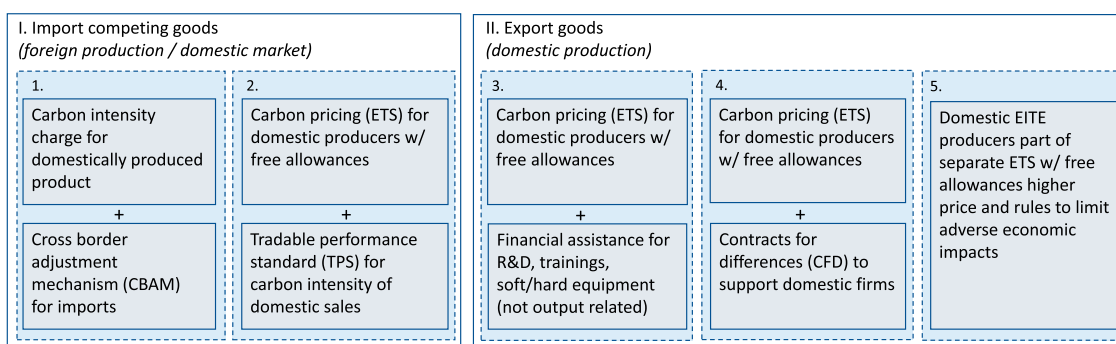 I. Import competing goods
(foreign production / domestic market)
1.
Carbon intensity
charge for
domestically produced
product
+
Cross border
adjustment
mechanism (CBAM)
for imports
2.
Carbon pricing (ETS) for
domestic producers w/
free allowances
+
Tradable performance
standard (TPS) for
carbon intensity of
domestic sales
II. Export goods
(domestic production)
3.
Carbon pricing (ETS) for
domestic producers w/
free allowances
+
Financial assistance for
R&D, trainings,
soft/hard equipment
(not output related)
4.
Carbon pricing (ETS)
for domestic producers
w/ free allowances
+
Contracts for
differences (CFD) to
support domestic firms
5.
Domestic EITE
producers part of
separate ETS w/ free
allowances higher
price and rules to limit
adverse economic
impacts